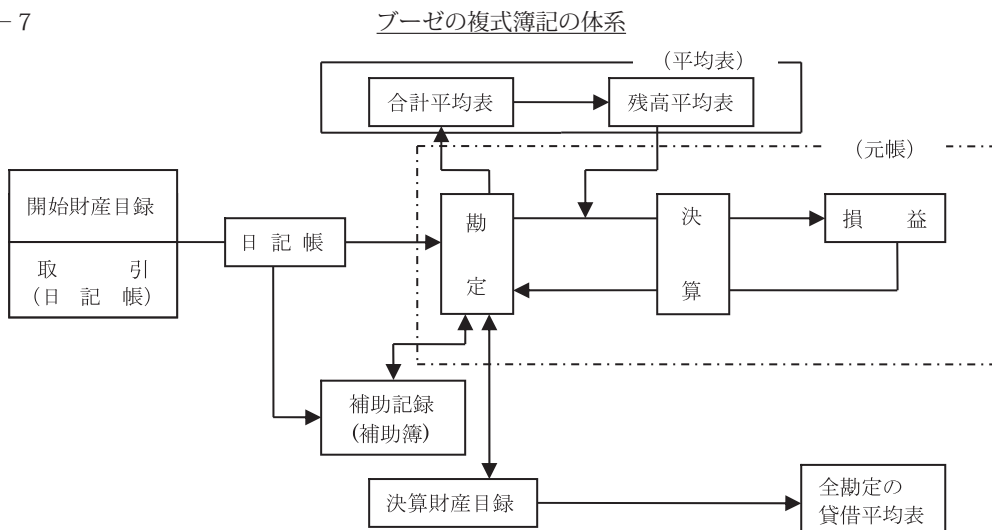 －７
ブーゼの複式簿記の体系
（平均表）
合計平均表
残高平均表
（元帳）
開始財産目録
取　　引
（日　記　帳）
日 記 帳
勘
定
決
算
損　益
補助記録
(補助簿)
決算財産目録
全勘定の
貸借平均表